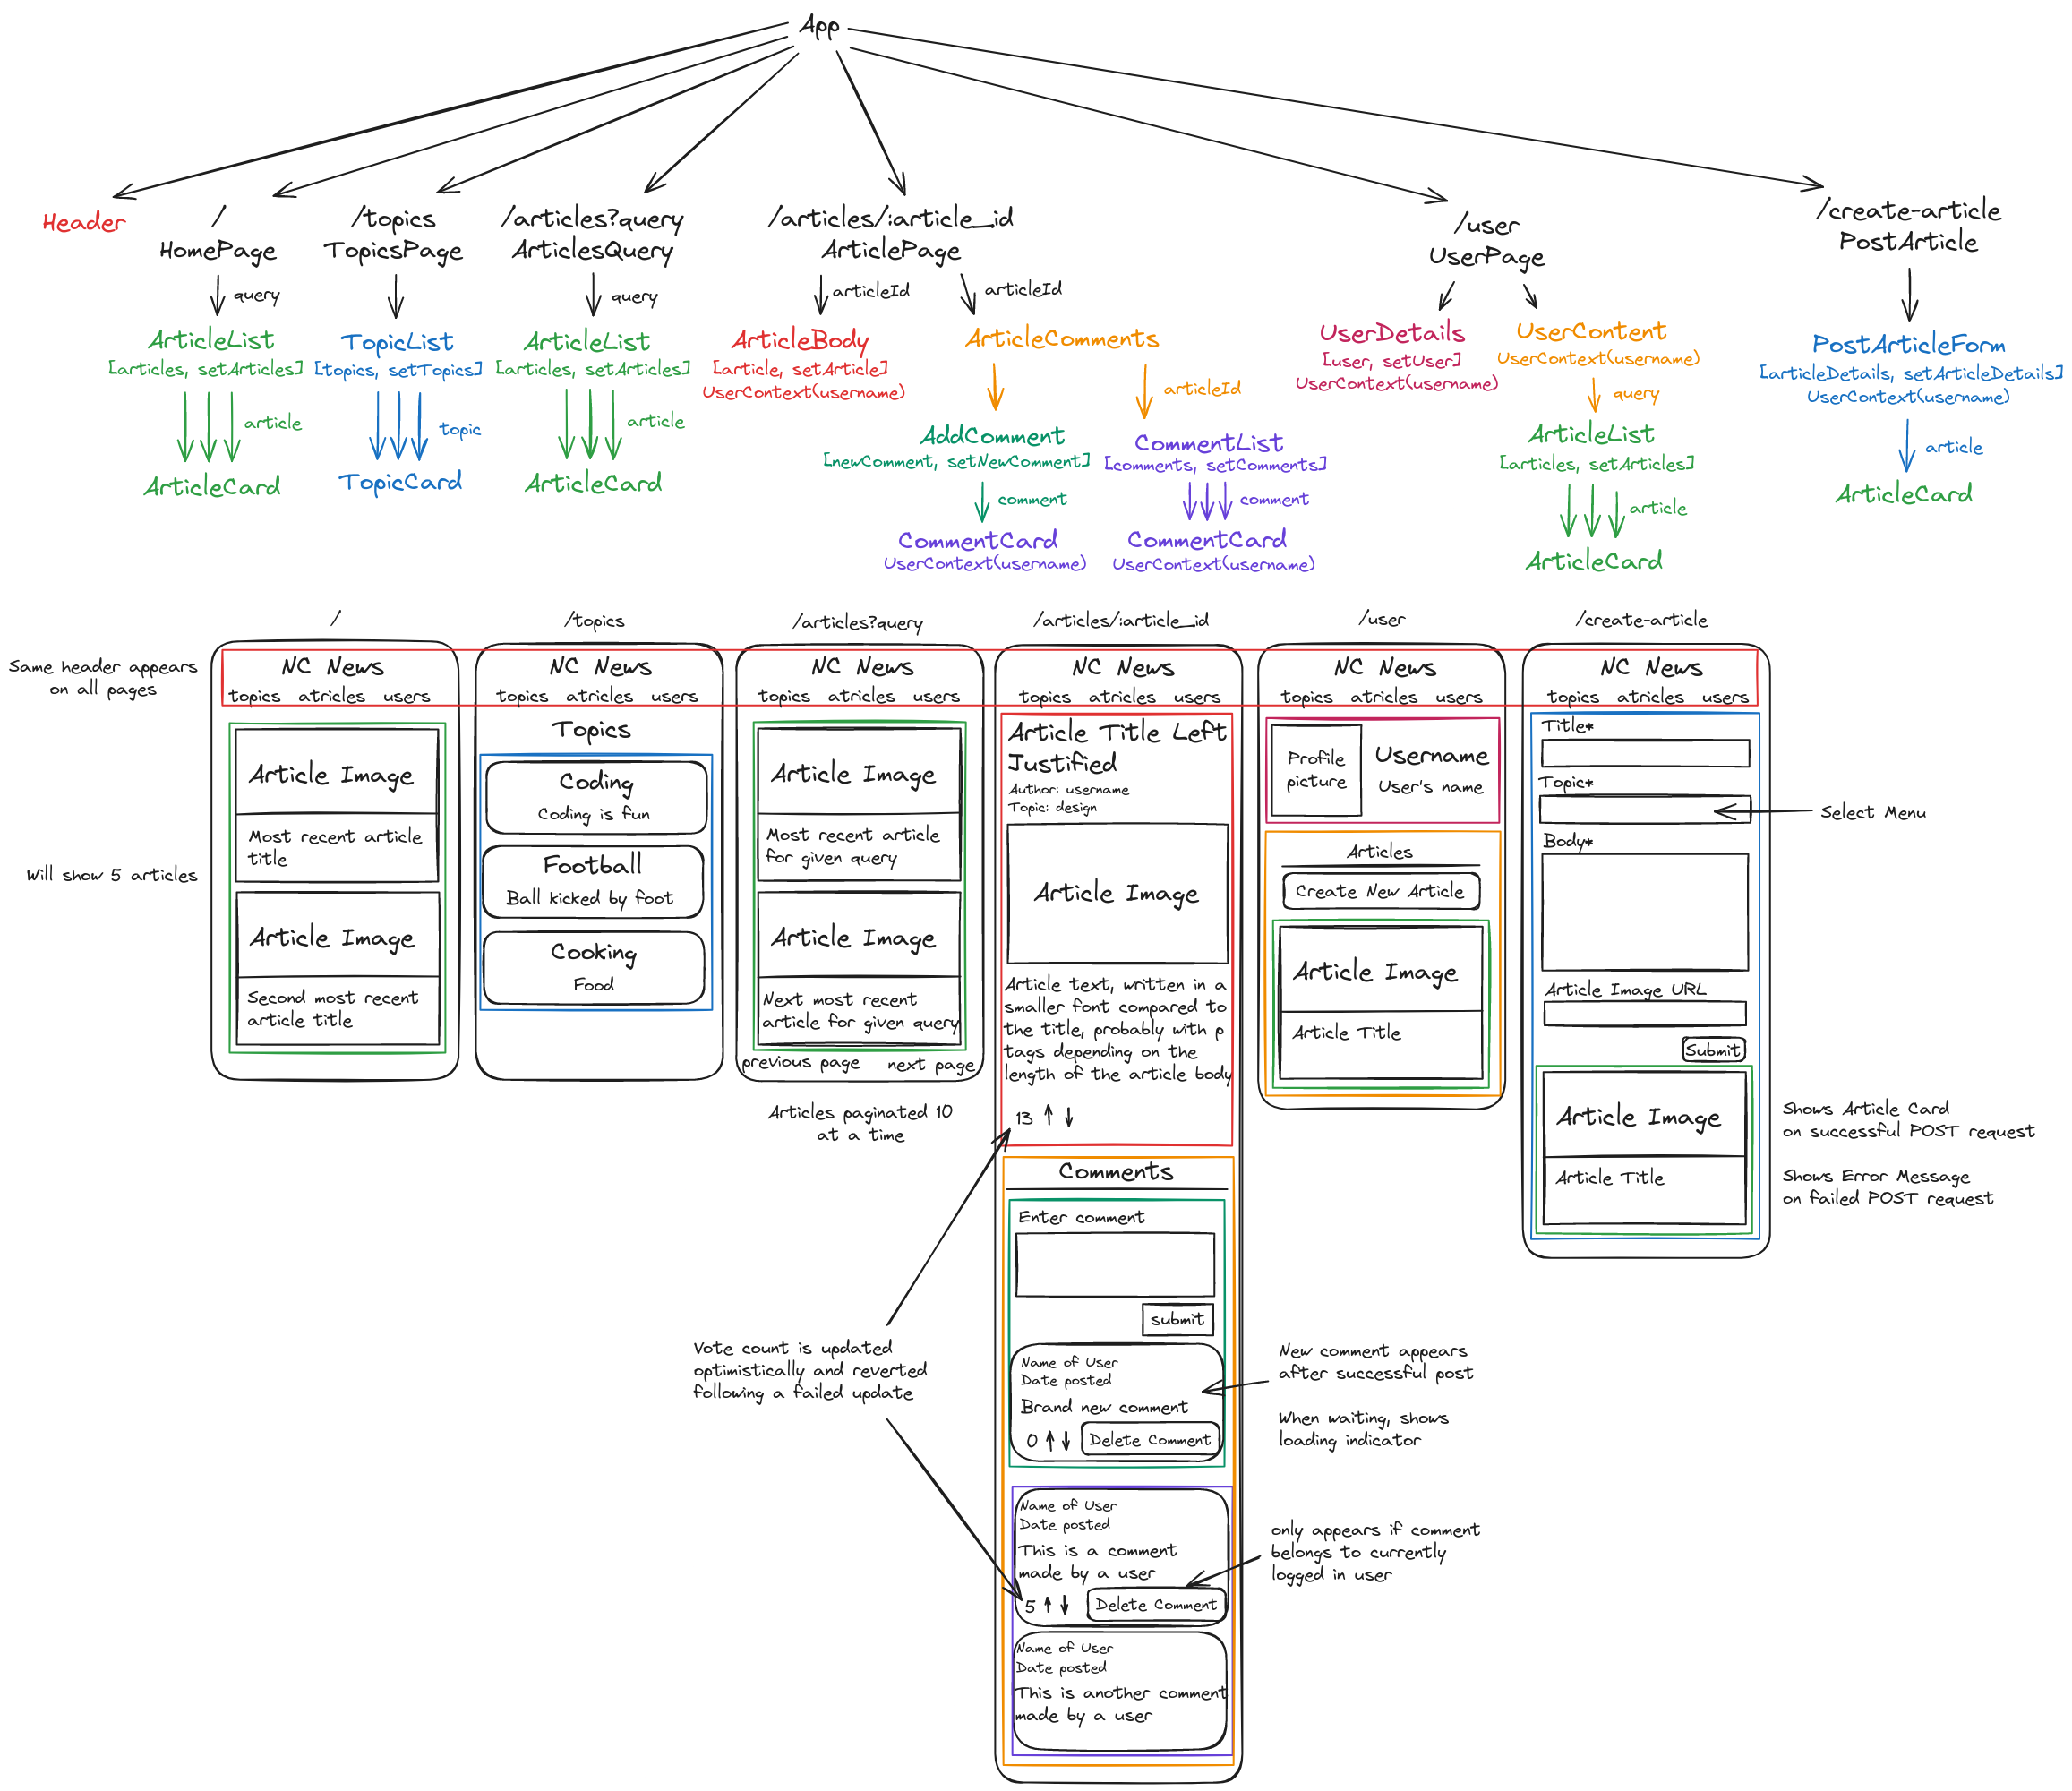 App
Header
/
HomePage
query
ArticleList
[articles, setArticles]
article
ArticleCard
/topics
TopicsPage
TopicList
[topics, setTopics]
topic
TopicCard
/articles?query
ArticlesQuery
query
ArticleList
[articles, setArticles]
article
ArticleCard
/articles/:article_id
ArticlePage
articleId
articleId
ArticleBody
[article, setArticle]
UserContext(username)
ArticleComments
articleId
AddComment
[newComment, setNewComment]
comment
CommentCard
UserContext(username)
CommentList
[comments, setComments]
comment
CommentCard
UserContext(username)
/user
UserPage
UserDetails
[user, setUser]
UserContext(username)
UserContent
UserContext(username)
query
ArticleList
[articles, setArticles]
article
ArticleCard
/create-article
PostArticle
PostArticleForm
[articleDetails, setArticleDetails]
UserContext(username)
article
ArticleCard
Same header appears
on all pages
Will show 5 articles
/
NC News
topics atricles users
Article Image
Most recent article
title
Article Image
Second most recent
article title
/topics
NC News
topics atricles users
Topics
Coding
Coding is fun
Football
Ball kicked by foot
Cooking
Food
/articles?query
NC News
topics atricles users
Article Image
Most recent article
for given query
Article Image
Next most recent
article for given query
previous page next page
Articles paginated 10
at a time
/articles/:article_id
NC News
topics atricles users
Article Title Left
Justified
Author: username
Topic: design
Article Image
Article text, written in a
smaller font compared to
the title, probably with p
tags depending on the
length of the article body
13
Comments
Enter comment
submit
Name of User
Date posted
Brand new comment
0 Delete Comment
Name of User
Date posted
This is a comment
made by a user
5 Delete Comment
Name of User
Date posted
This is another comment
made by a user
Vote count is updated
optimistically and reverted
following a failed update
New comment appears
after successful post
When waiting, shows
loading indicator
only appears if comment
belongs to currently
logged in user
/user
NC News
topics atricles users
Profile
picture
Username
User's name
Articles
Create New Article
Article Image
Article Title
/create-article
NC News
topics atricles users
Title*
Topic*
Select Menu
Body*
Article Image URL
Submit
Article Image
Article Title
Shows Article Card
on successful POST request
Shows Error Message
on failed POST request